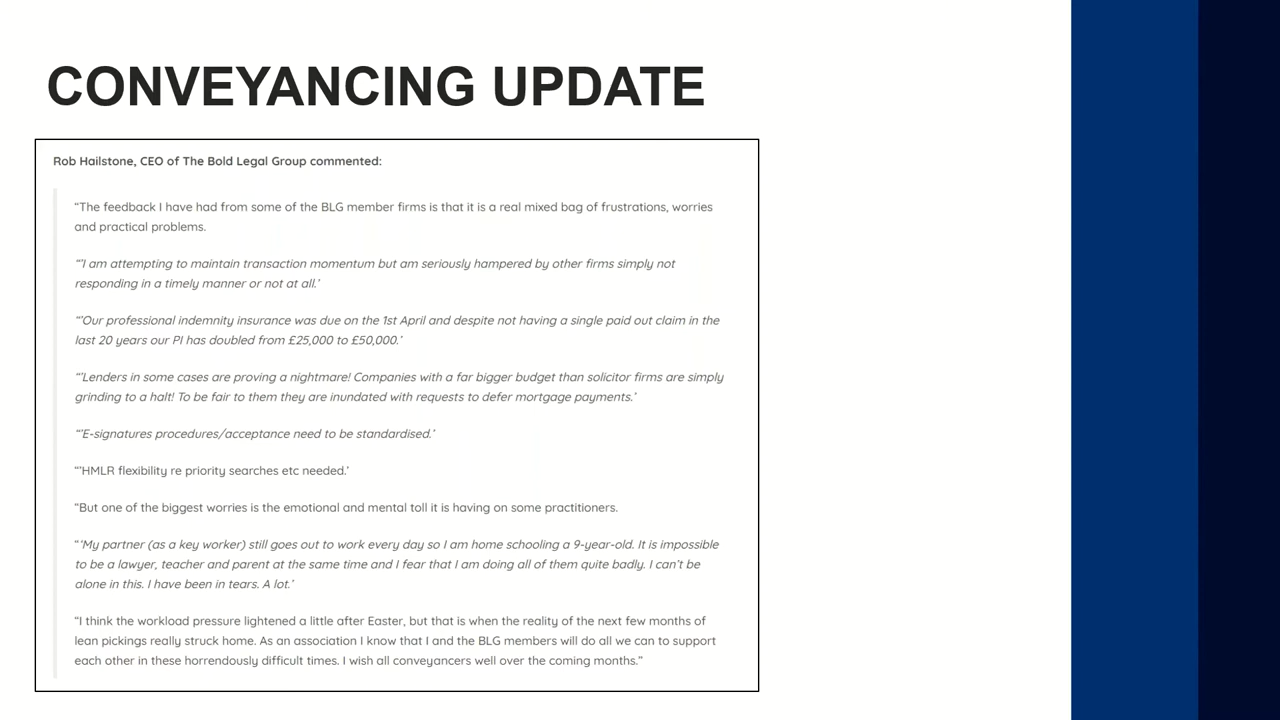 CONVEYANCING UPDATE
Rob Hailstone, CEO of The Bold Legal Group commented:
“The feedback I have had from some of the BLG member firms is that it is a real mixed bag of frustrations, worries
and practical problems.
“‘I am attempting to maintain transaction momentum but am seriously hampered by other firms simply not
responding in a timely manner or not at all.’
“‘Our professional indemnity insurance was due on the 1st April and despite not having a single paid out claim in the
last 20 years our PI has doubled from £25,000 to £50,000.’
“‘Lenders in some cases are proving a nightmare! Companies with a far bigger budget than solicitor firms are simply
grinding to a halt! To be fair to them they are inundated with requests to defer mortgage payments.’
“‘E-signatures procedures/acceptance need to be standardised.’
“‘HMLR flexibility re priority searches etc needed.’
“But one of the biggest worries is the emotional and mental toll it is having on some practitioners.
“‘My partner (as a key worker) still goes out to work every day so I am home schooling a 9-year-old. It is impossible
to be a lawyer, teacher and parent at the same time and I fear that I am doing all of them quite badly. I can’t be
alone in this. I have been in tears. A lot.’
“I think the workload pressure lightened a little after Easter, but that is when the reality of the next few months of
lean pickings really struck home. As an association I know that I and the BLG members will do all we can to support
each other in these horrendously difficult times. I wish all conveyancers well over the coming months.”